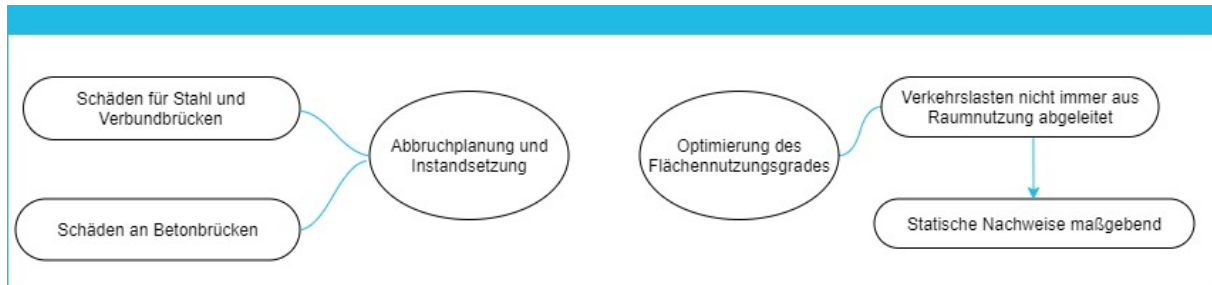 Schäden für Stahl und
Verbundbrücken
Schäden an Betonbrücken
Abbruchplanung und
Instandsetzung
Optimierung des
Flächennutzungsgrades
Verkehrslasten nicht immer aus
Raumnutzung abgeleitet
Statische Nachweise maßgebend